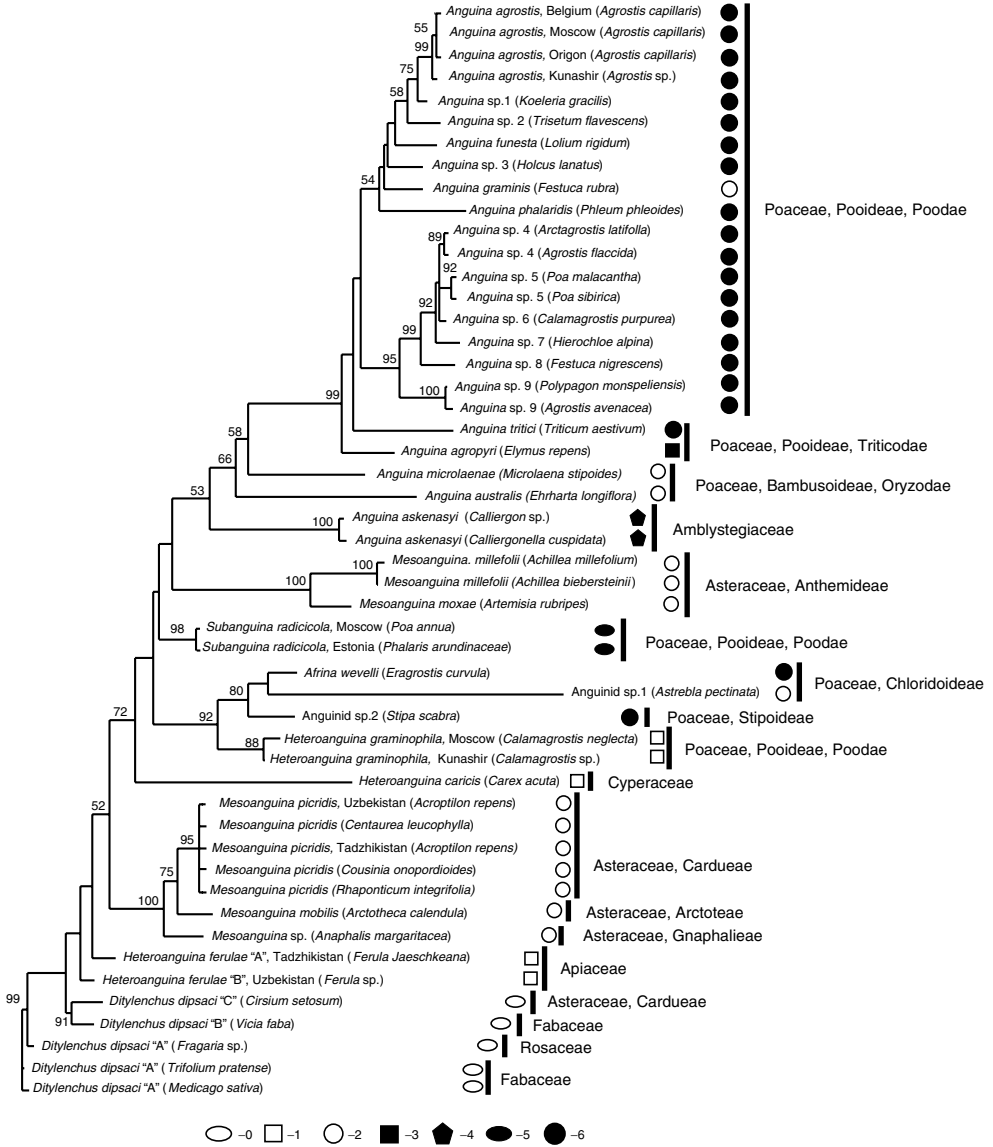 Anguina agrostis, Belgium (Agrostis capillaris)
55
Anguina agrostis, Moscow (Agrostis capillaris)
99
Anguina agrostis, Origon (Agrostis capillaris)
75
Anguina agrostis, Kunashir (Agrostis sp.)
58
Anguina sp.1 (Koeleria gracilis)
Anguina sp. 2 (Trisetum flavescens)
Anguina funesta (Lolium rigidum)
Anguina sp. 3 (Holcus lanatus)
54
Anguina graminis (Festuca rubra)
Anguina phalaridis (Phleum phleoides)
Poaceae, Pooideae, Poodae
Anguina sp. 4 (Arctagrostis latifolla)
89
Anguina sp. 4 (Agrostis flaccida)
92
Anguina sp. 5 (Poa malacantha)
Anguina sp. 5 (Poa sibirica)
92
Anguina sp. 6 (Calamagrostis purpurea)
99
Anguina sp. 7 (Hierochloe alpina)
95
Anguina sp. 8 (Festuca nigrescens)
Anguina sp. 9 (Polypagon monspeliensis)
100
Anguina sp. 9 (Agrostis avenacea)
99
Anguina tritici (Triticum aestivum)
Poaceae, Pooideae, Triticodae
58
Anguina agropyri (Elymus repens)
66
Anguina microlaenae (Microlaena stipoides)
Poaceae, Bambusoideae, Oryzodae
53
Anguina australis (Ehrharta longiflora)
Anguina askenasyi (Calliergon sp.)
100
Amblystegiaceae
Anguina askenasyi (Calliergonella cuspidata)
Mesoanguina. millefolii (Achillea millefolium)
100
100
Mesoanguina millefolii (Achillea biebersteinii)
Asteraceae, Anthemideae
Mesoanguina moxae (Artemisia rubripes)
98
Subanguina radicicola, Moscow (Poa annua)
Poaceae, Pooideae, Poodae
Subanguina radicicola, Estonia (Phalaris arundinaceae)
Afrina wevelli (Eragrostis curvula)
Poaceae, Chloridoideae
80
Anguinid sp.1 (Astrebla pectinata)
92
Anguinid sp.2 (Stipa scabra)
Poaceae, Stipoideae
72
88
Heteroanguina graminophila, Moscow (Calamagrostis neglecta)
Poaceae, Pooideae, Poodae
Heteroanguina graminophila, Kunashir (Calamagrostis sp.)
Heteroanguina caricis (Carex acuta)
Cyperaceae
52
Mesoanguina picridis, Uzbekistan (Acroptilon repens)
Mesoanguina picridis (Centaurea leucophylla)
95
Mesoanguina picridis, Tadzhikistan (Acroptilon repens)
Asteraceae, Cardueae
75
Mesoanguina picridis (Cousinia onopordioides)
Mesoanguina picridis (Rhaponticum integrifolia)
100
Mesoanguina mobilis (Arctotheca calendula)
Asteraceae, Arctoteae
Mesoanguina sp. (Anaphalis margaritacea)
Asteraceae, Gnaphalieae
Heteroanguina ferulae “A”, Tadzhikistan (Ferula Jaeschkeana)
Apiaceae
Heteroanguina ferulae “B”, Uzbekistan (Ferula sp.)
99
Ditylenchus dipsaci “C” (Cirsium setosum)
Asteraceae, Cardueae
91
Ditylenchus dipsaci “B” (Vicia faba)
Fabaceae
Ditylenchus dipsaci “A” (Fragaria sp.)
Rosaceae
Ditylenchus dipsaci “A” (Trifolium pratense)
Fabaceae
Ditylenchus dipsaci “A” (Medicago sativa)
–0 –1 –2 –3 –4 –5 –6